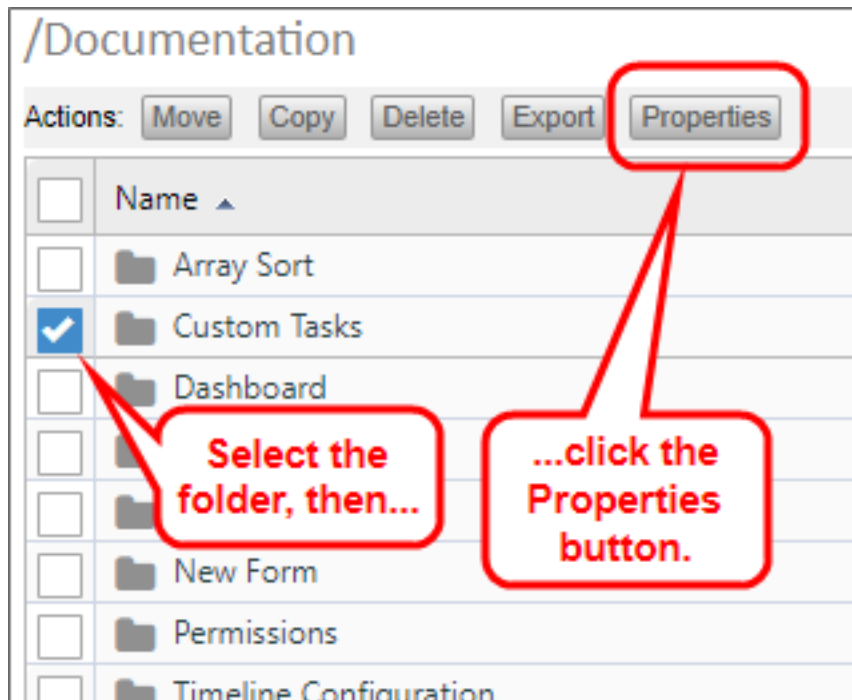 /Documentation
Actions: Move Copy Delete Export Properties
Name
Array Sort
Custom Tasks
Dashboard
Select the
folder, then...
...click the
Properties
button.
New Form
Permissions
Timeline Configuration